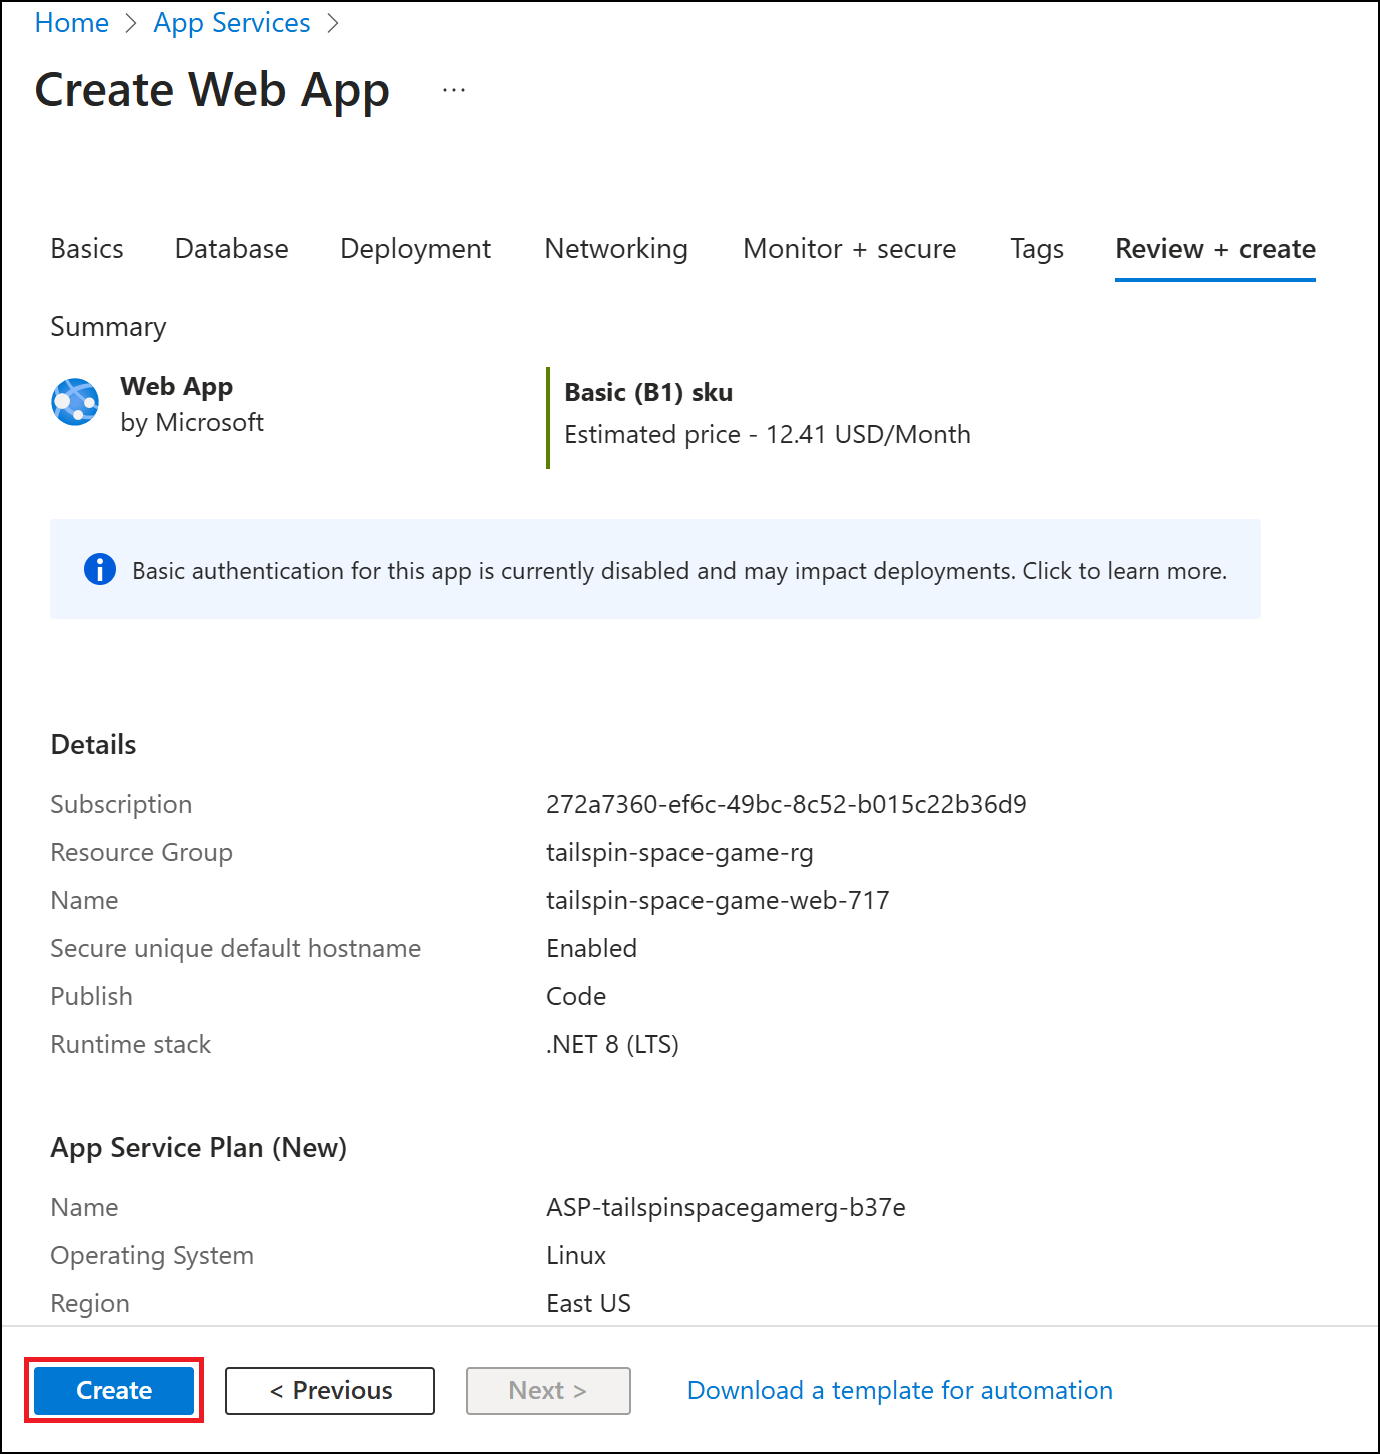 Home > App Services >
Create Web App ...
Basics Database Deployment Networking Monitor + secure Tags Review + create
Summary
Web App
by Microsoft
Basic (B1) sku
Estimated price - 12.41 USD/Month
Basic authentication for this app is currently disabled and may impact deployments. Click to learn more.
Details
Subscription 272a7360-ef6c-49bc-8c52-b015c22b36d9
Resource Group tailspin-space-game-rg
Name tailspin-space-game-web-717
Secure unique default hostname Enabled
Publish Code
Runtime stack .NET 8 (LTS)
App Service Plan (New)
Name ASP-tailspinspacegamerg-b37e
Operating System Linux
Region East US
Create < Previous Next > Download a template for automation